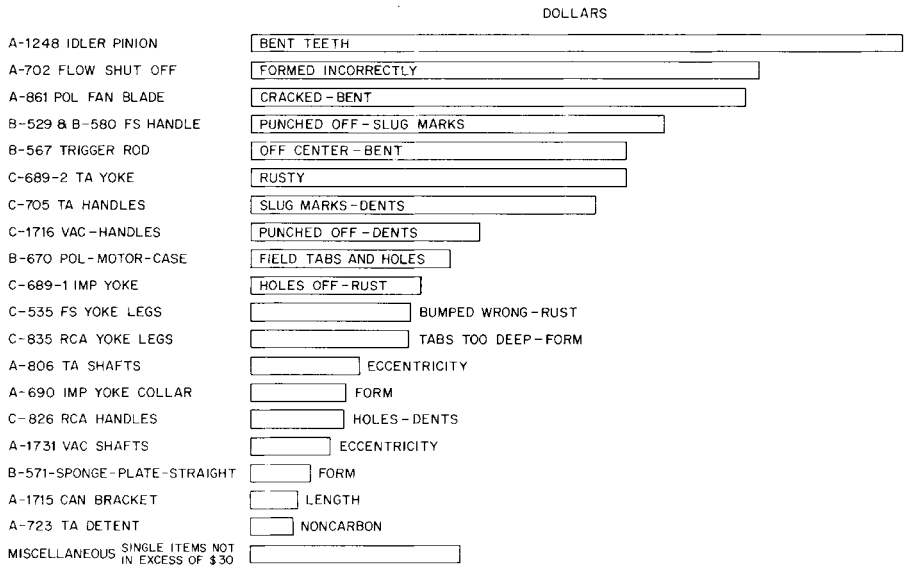 DOLLARS
A-1248 IDLER PINION BENT TEETH
A-702 FLOW SHUT OFF FORMED INCORRECTLY
A-861 POL FAN BLADE CRACKED-BENT
B-529 & B-580 FS HANDLE PUNCHED OFF-SLUG MARKS
B-567 TRIGGER ROD OFF CENTER-BENT
C-689-2 TA YOKE RUSTY
C-705 TA HANDLES SLUG MARKS-DENTS
C-1716 VAC-HANDLES PUNCHED OFF-DENTS
B-670 POL-MOTOR-CASE FIELD TABS AND HOLES
C-689-1 IMP YOKE HOLES OFF-RUST
C-535 FS YOKE LEGS BUMPED WRONG-RUST
C-835 RCA YOKE LEGS TABS TOO DEEP-FORM
A-806 TA SHAFTS ECCENTRICITY
A-690 IMP YOKE COLLAR FORM
C-826 RCA HANDLES HOLES-DENTS
A-1731 VAC SHAFTS ECCENTRICITY
B-571-SPONGE-PLATE-STRAIGHT FORM
A-1715 CAN BRACKET LENGTH
A-723 TA DETENT NONCARBON
MISCELLANEOUS SINGLE ITEMS NOT
IN EXCESS OF $30